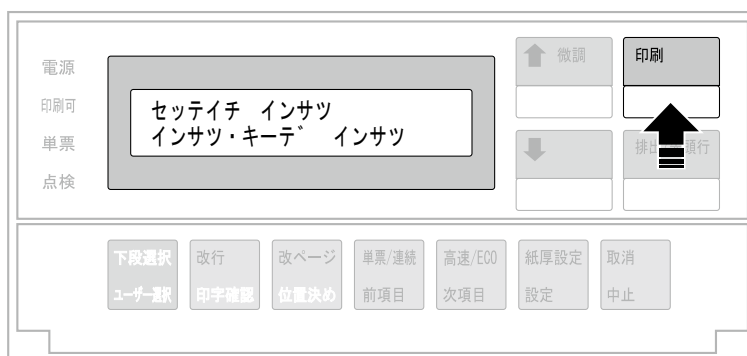 電源
印刷可
単票
点検
セッテイチ インサツ
インサツ・キーデ゛ インサツ
微調
印刷
下段選択
ユーザー選択
改行
印字確認
改ページ
位置決め
単票/連続
前項目
高速/ECO
次項目
紙厚設定
設定
取消
中止